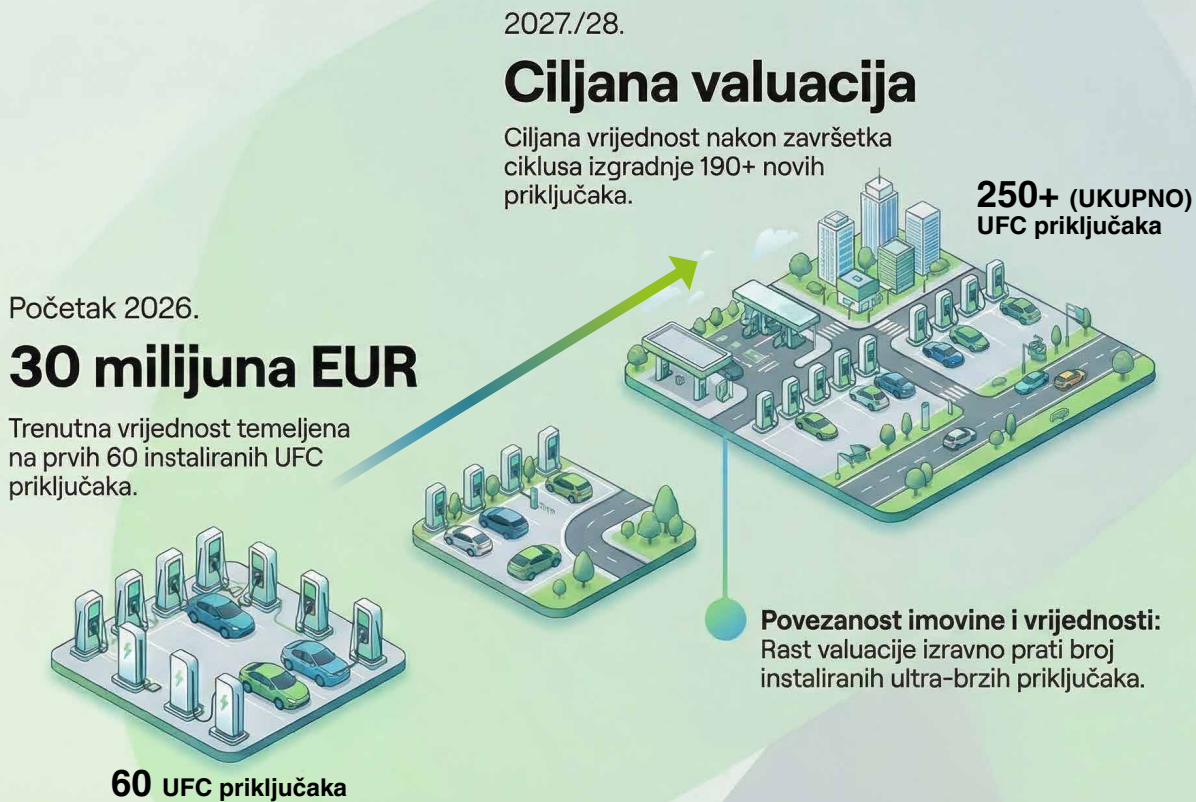 2027./28.
Ciljana valuacija
Ciljana vrijednost nakon završetka
ciklusa izgradnje 190+ novih
priključaka.
250+ (UKUPNO)
UFC priključaka
Početak 2026.
30 milijuna EUR
Trenutna vrijednost temeljena
na prvih 60 instaliranih UFC
priključaka.
Povezanost imovine i vrijednosti:
Rast valuacije izravno prati broj
instaliranih ultra-brzih priključaka.
60 UFC priključaka